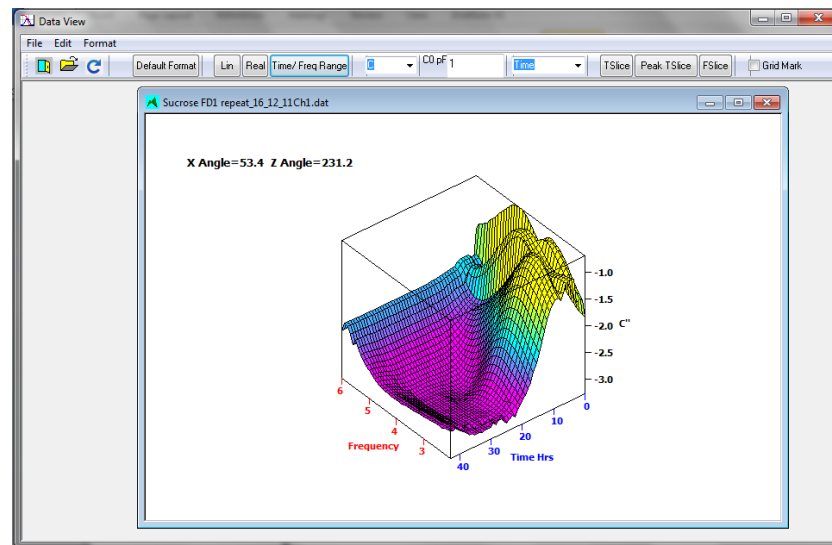 Data View
File Edit Format
Default Format Lin Real Time/ Freq Range C C0 pF 1 Time TSlice Peak TSlice FSlice Grid Mark
Sucrose FD1 repeat_16_12_11Ch1.dat
X Angle=53.4 Z Angle=231.2
-1.0
-1.5
-2.0 C"
-2.5
-3.0
6
5
4
3
Frequency
0
10
20
30
40
Time Hrs